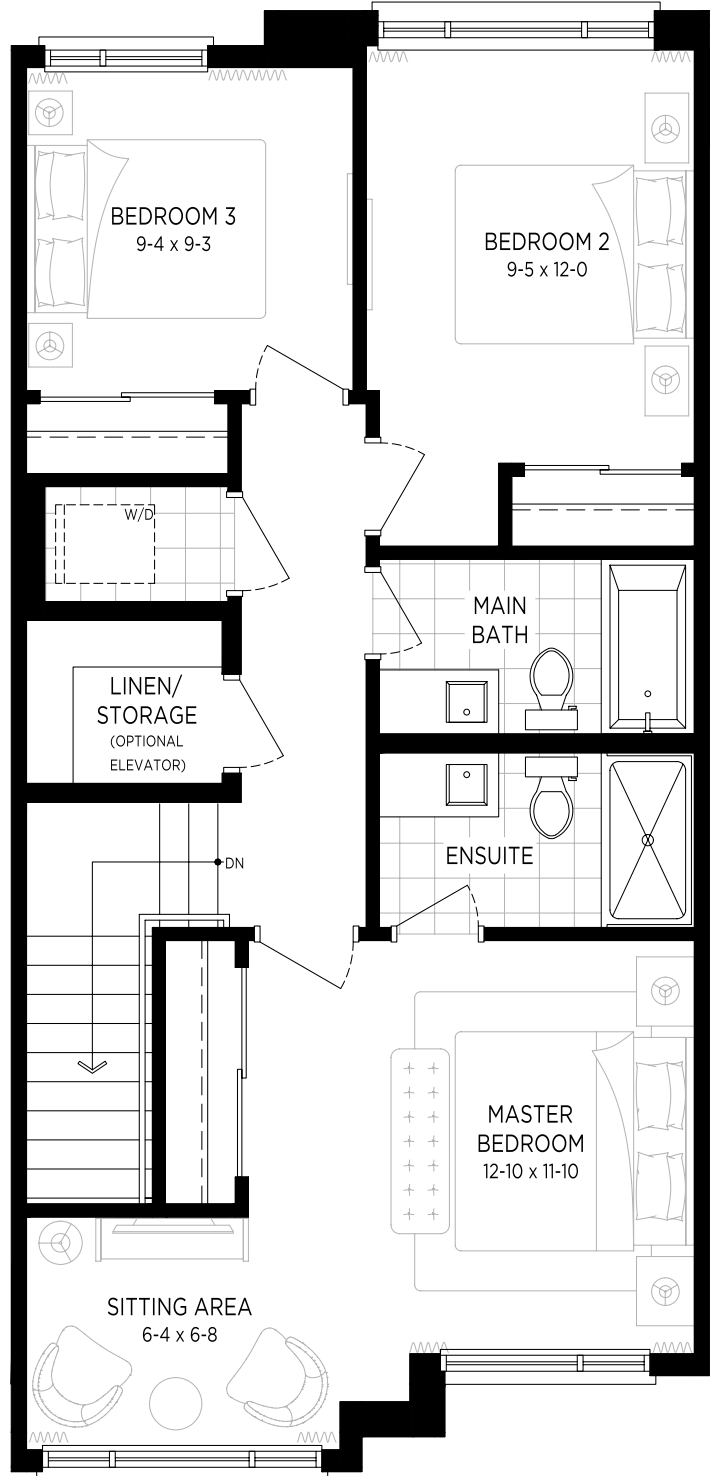 BEDROOM 3
9-4 x 9-3
BEDROOM 2
9-5 x 12-0
W/D
MAIN
BATH
LINEN/
STORAGE
(OPTIONAL
ELEVATOR)
ENSUITE
DN
MASTER
BEDROOM
12-10 x 11-10
SITTING AREA
6-4 x 6-8